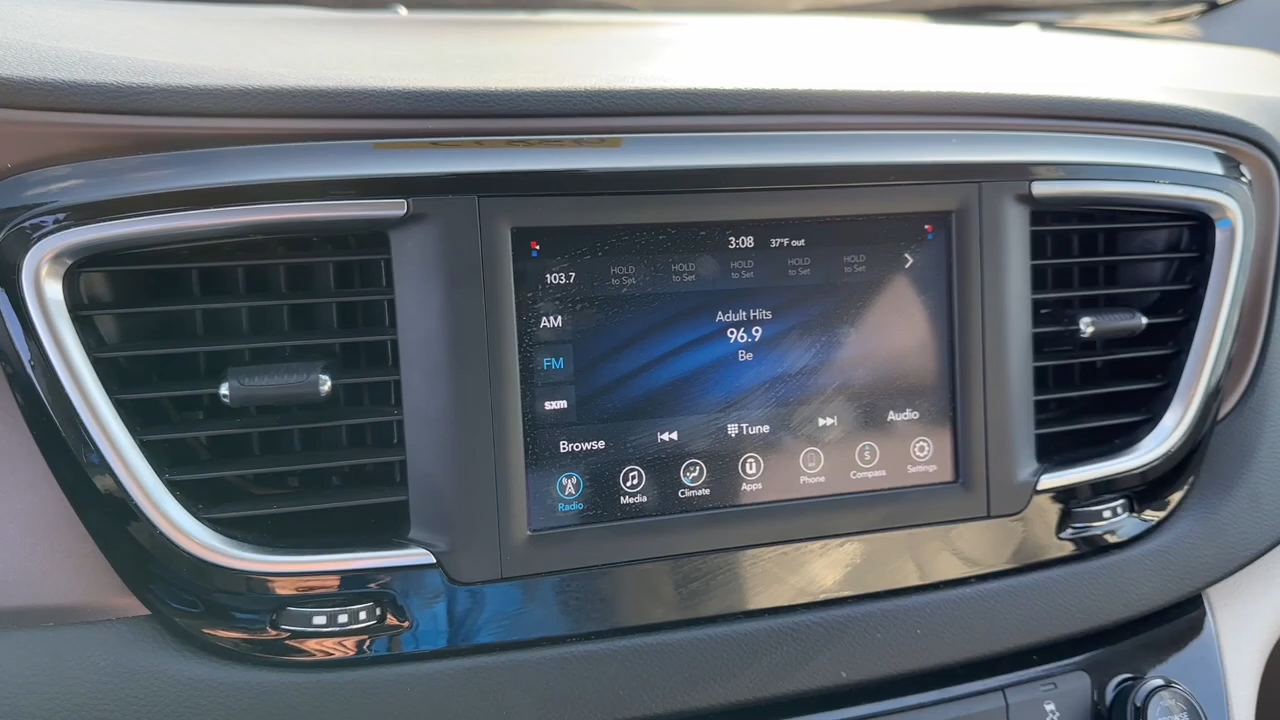 3:08 37°F out
103.7 HOLD to Set HOLD to Set HOLD to Set HOLD to Set HOLD to Set
AM
FM
sxm
Adult Hits
96.9
Be
Browse Tune Audio
Radio Media Climate Apps Phone Compass Settings